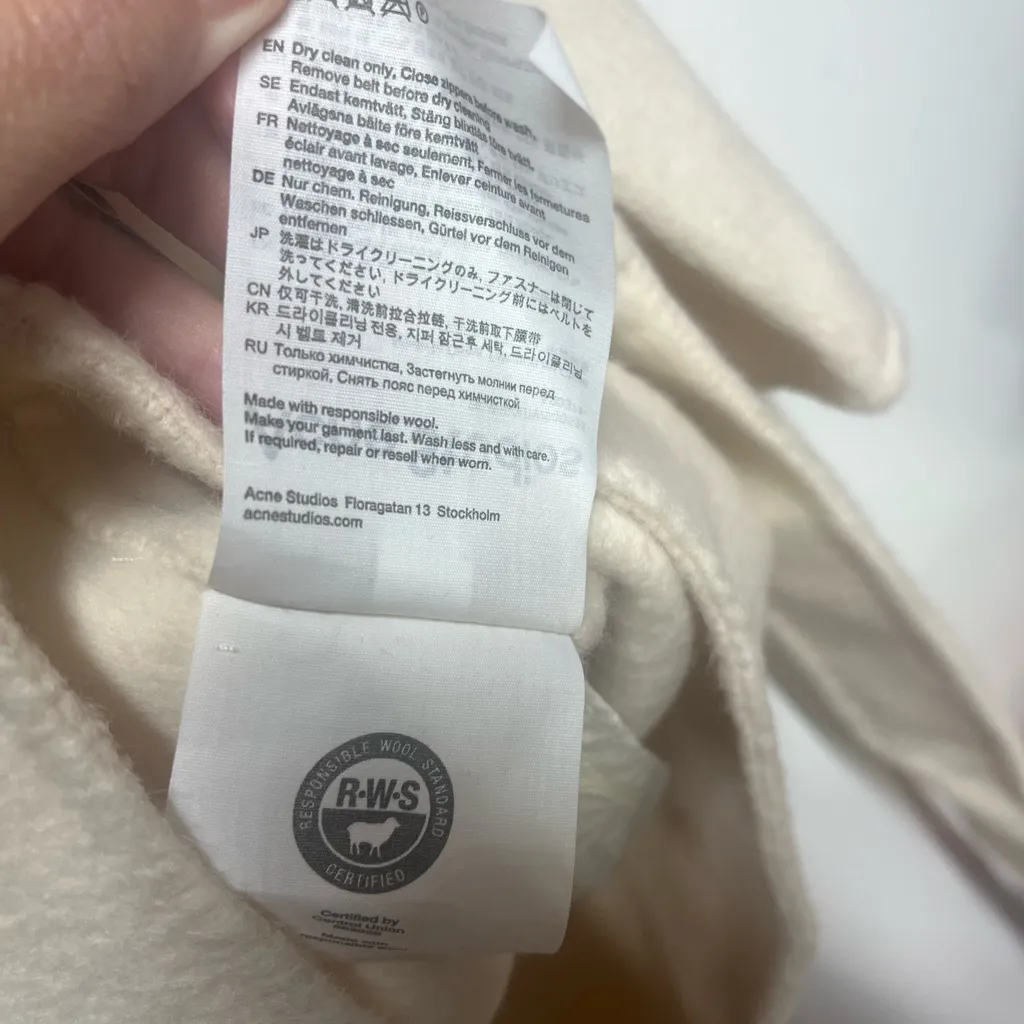 EN Dry clean only, Close zippers before wash,
Remove belt before dry cleaning
SE Endast kemtvätt, Stäng blixtlås före tvätt,
Avlägsna bälte före kemtvätt
FR Nettoyage à sec seulement, Fermer les fermetures
éclair avant lavage, Enlever ceinture avant
nettoyage à sec
DE Nur chem. Reinigung, Reissverschluss vor dem
Waschen schliessen, Gürtel vor dem Reinigen
entfernen
JP 洗濯はドライクリーニングのみ, ファスナーは閉じて
洗ってください, ドライクリーニング前にはベルトを
外してください
CN 仅可干洗, 清洗前拉合拉链, 干洗前取下腰带
KR 드라이클리닝 전용, 지퍼 잠근후 세탁, 드라이클리닝
시 벨트 제거
RU Только химчистка, Застегнуть молнии перед
стиркой, Снять пояс перед химчисткой
Made with responsible wool.
Make your garment last. Wash less and with care.
If required, repair or resell when worn.
Acne Studios Floragatan 13 Stockholm
acnestudios.com
RESPONSIBLE WOOL STANDARD
R·W·S
CERTIFIED
Certified by
Control Union
Made with
responsible wool